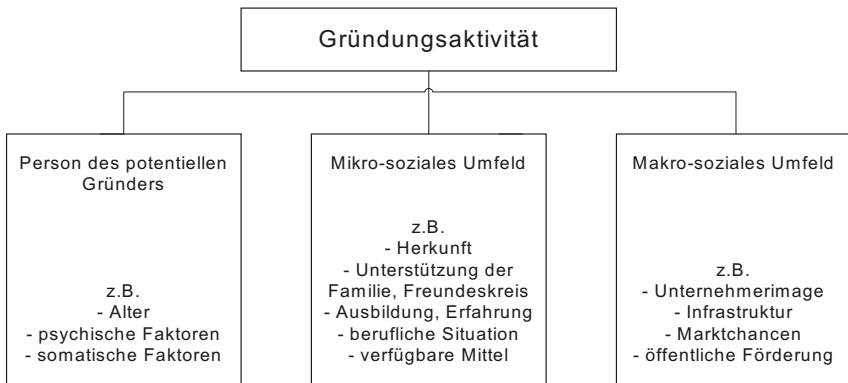 Gründungsaktivität
Person des potentiellen
Gründers
z.B.
- Alter
- psychische Faktoren
- somatische Faktoren
Mikro-soziales Umfeld
z.B.
- Herkunft
- Unterstützung der
Familie, Freundeskreis
- Ausbildung, Erfahrung
- berufliche Situation
- verfügbare Mittel
Makro-soziales Umfeld
z.B.
- Unternehmerimage
- Infrastruktur
- Marktchancen
- öffentliche Förderung